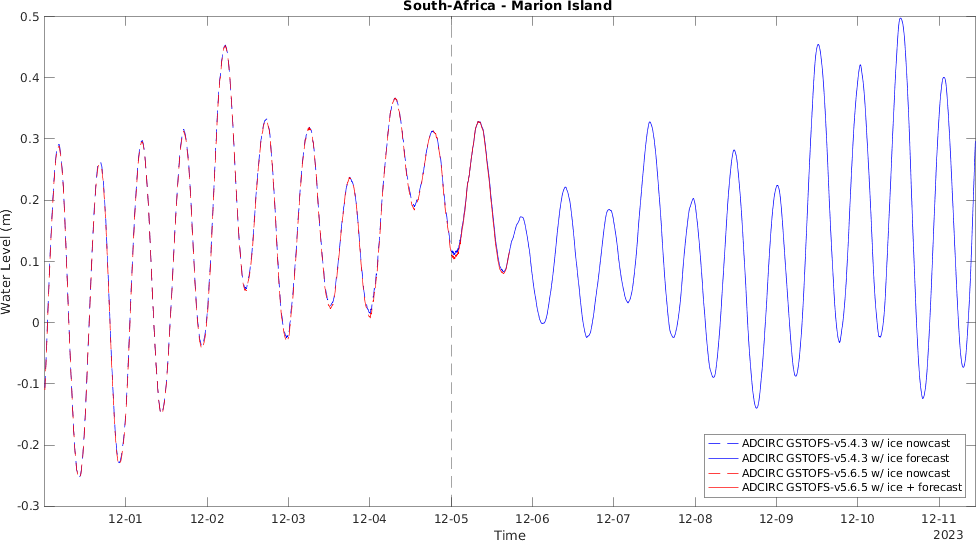 South-Africa - Marion Island
0.5
0.4
0.3
0.2
0.1
0
-0.1
-0.2
-0.3
Water Level (m)
12-01 12-02 12-03 12-04 12-05 12-06 12-07 12-08 12-09 12-10 12-11
Time
2023
ADCIRC GSTOFS-v5.4.3 w/ ice nowcast
ADCIRC GSTOFS-v5.4.3 w/ ice forecast
ADCIRC GSTOFS-v5.6.5 w/ ice nowcast
ADCIRC GSTOFS-v5.6.5 w/ ice + forecast